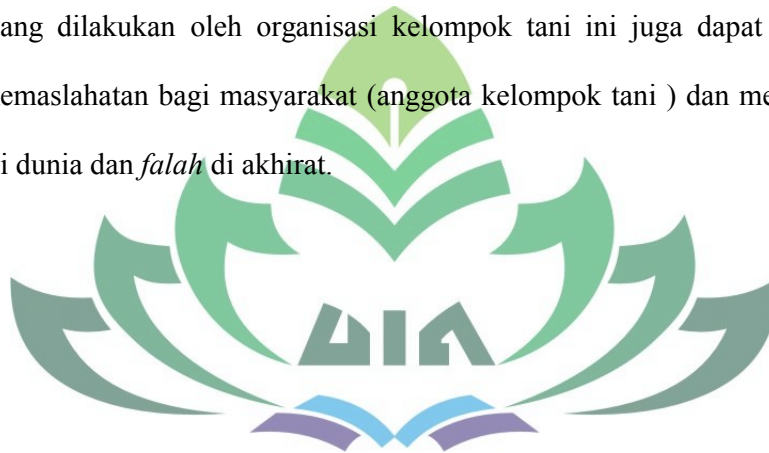 ang dilakukan oleh organisasi kelompok tani ini juga dapat
emaslahatan bagi masyarakat (anggota kelompok tani ) dan me
i dunia dan falah di akhirat.
UIN